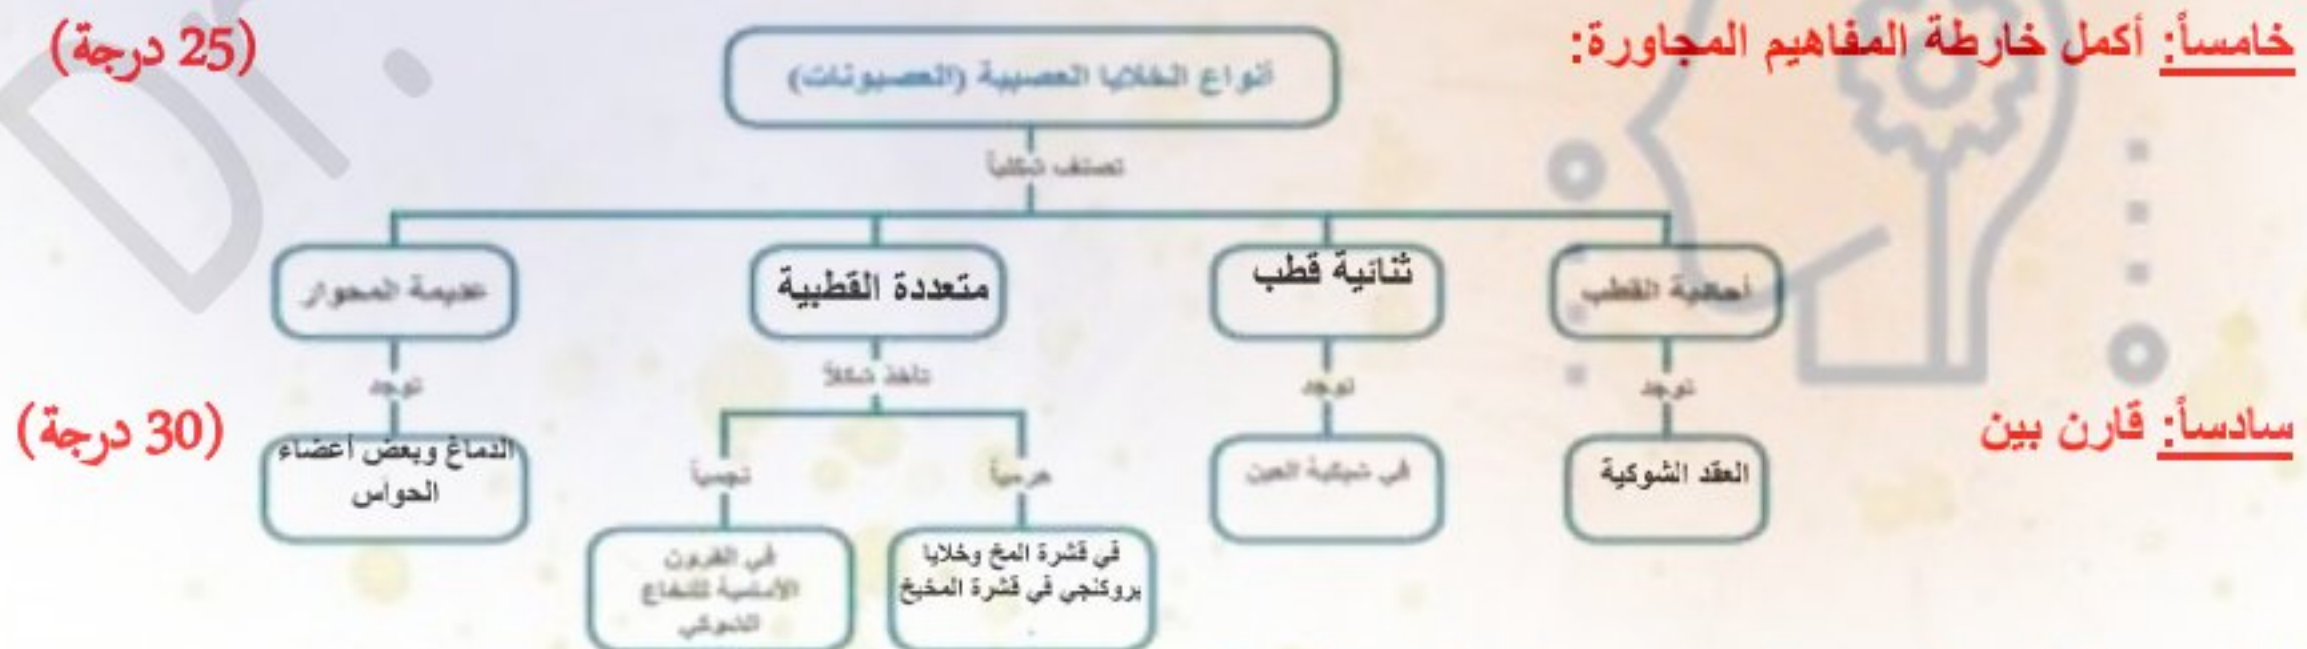 خامساً: أكمل خارطة المفاهيم المجاورة:
(25 درجة)
أنواع الخلايا العصبية (العصبونات)
تصنف شكلياً
أحادية القطب
ثنائية قطب
متعددة القطبية
عديمة المحوار
توجد
توجد
تأخذ شكلاً
توجد
العقد الشوكية
في شبكية العين
هرمياً
نجمياً
الدماغ وبعض أعضاء
الحواس
في قشرة المخ وخلايا
بروكنجي في قشرة المخيخ
في القرون
الأمامية للنخاع
الشوكي
سادساً: قارن بين
(30 درجة)
Dr.